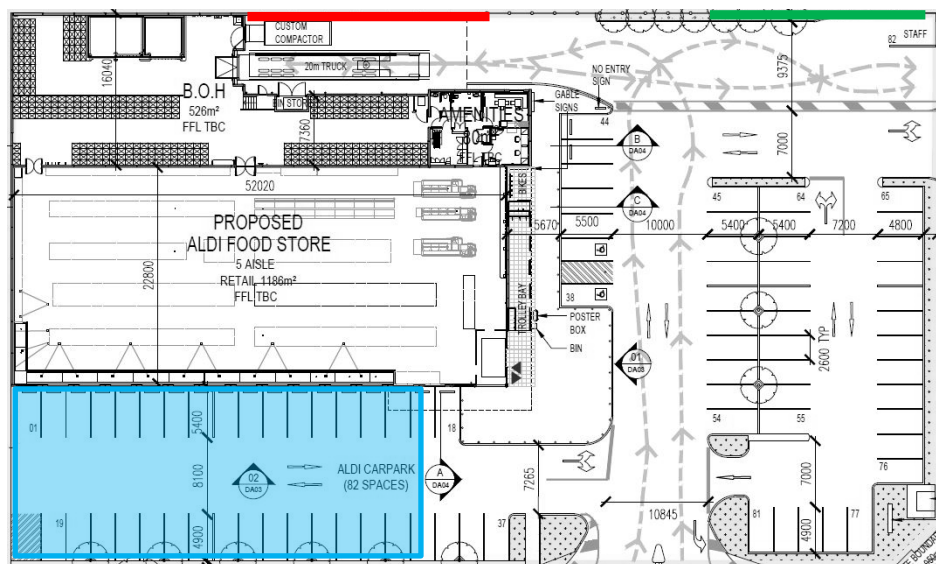 CUSTOM
COMPACTOR
82
STAFF
20m TRUCK
NO ENTRY
SIGN
16040
9375
B.O.H
526m²
FFL TBC
IN STORE
7360
GABLE
SIGNS
44
AMENITIES
B
DA04
7000
52020
BIKES
45
64
65
C
DA04
PROPOSED
ALDI FOOD STORE
5 AISLE
RETAIL 1186m²
FFL TBC
5670
5500
10000
5400
5400
7200
4800
22800
TROLLEY BAY
38
POSTER
BOX
BIN
2600 TYP
01
DA03
01
5400
18
54
55
8100
02
DA03
ALDI CARPARK
(82 SPACES)
A
DA04
7265
76
7000
10845
19
4900
37
81
77
4900